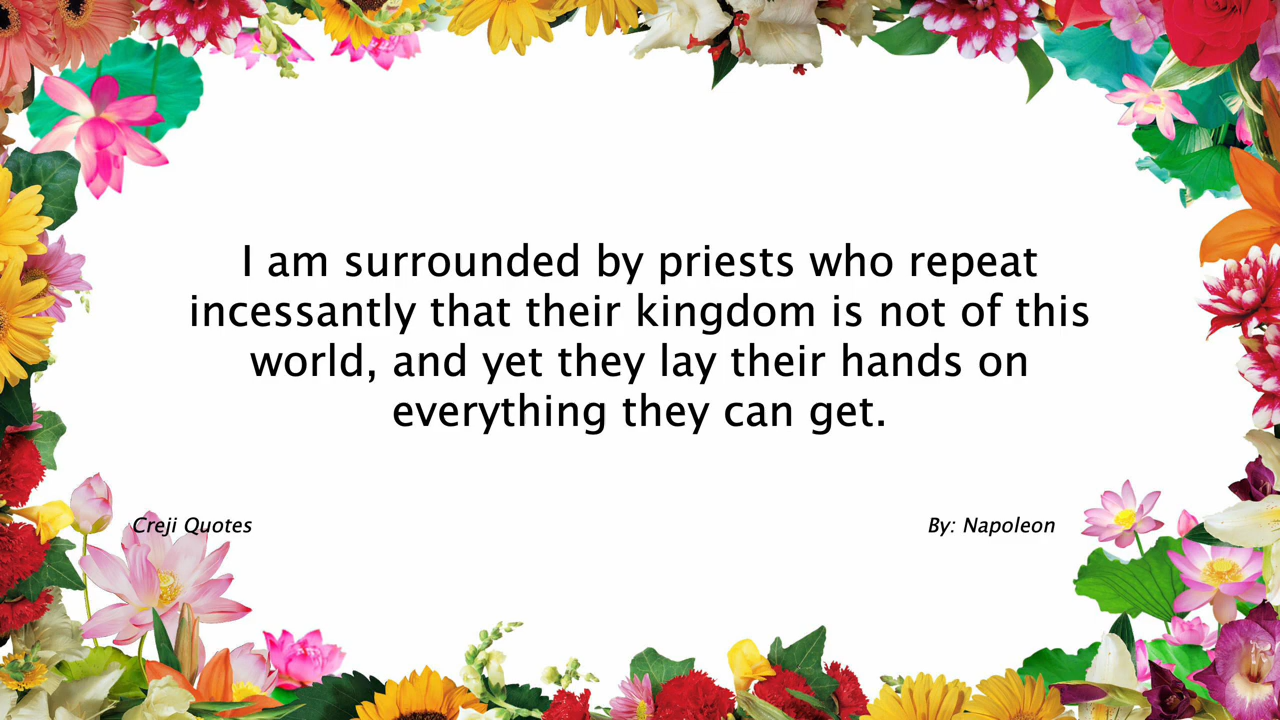 I am surrounded by priests who repeat
incessantly that their kingdom is not of this
world, and yet they lay their hands on
everything they can get.
Creji Quotes
By: Napoleon